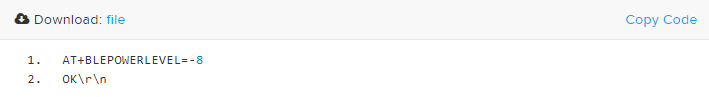 Download: file
Copy Code
1. AT+BLEPOWERLEVEL=-8
2. OK\r\n